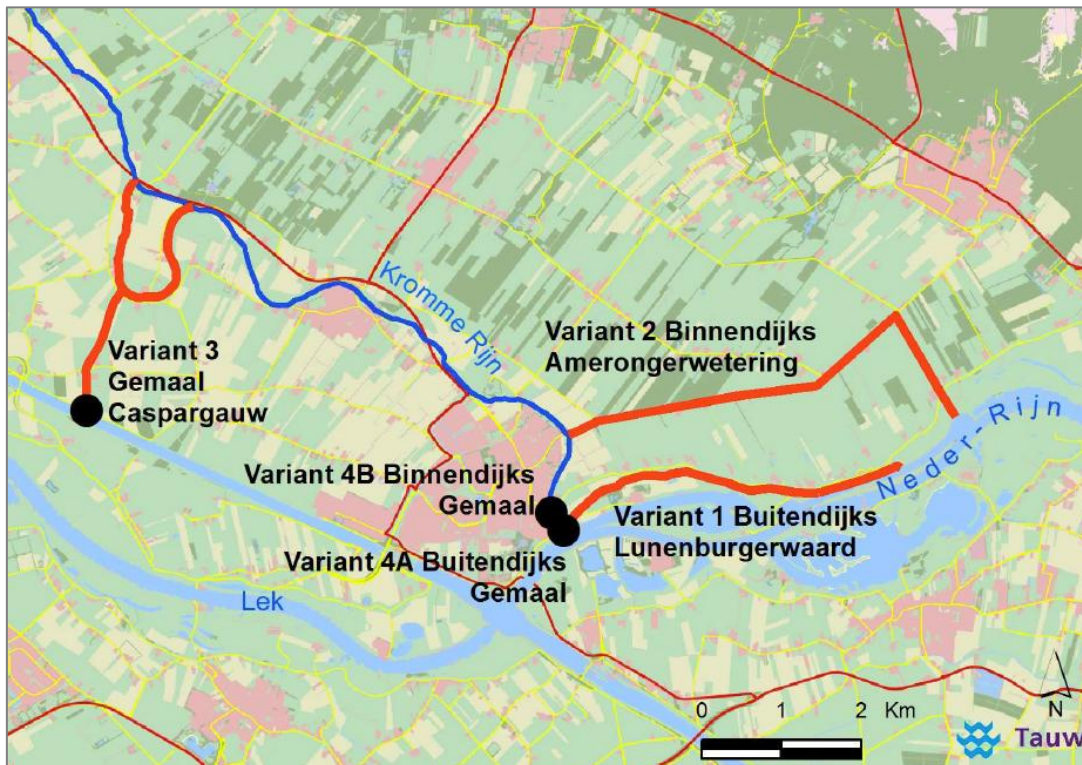 Kromme Rijn
Variant 2 Binnendijks
Amerongerwetering
Variant 3
Gemaal
Caspargauw
Neder-Rijn
Variant 4B Binnendijks
Gemaal
Variant 1 Buitendijks
Lunenburgerwaard
Variant 4A Buitendijks
Gemaal
Lek
0 1 2 Km
N
Tauw